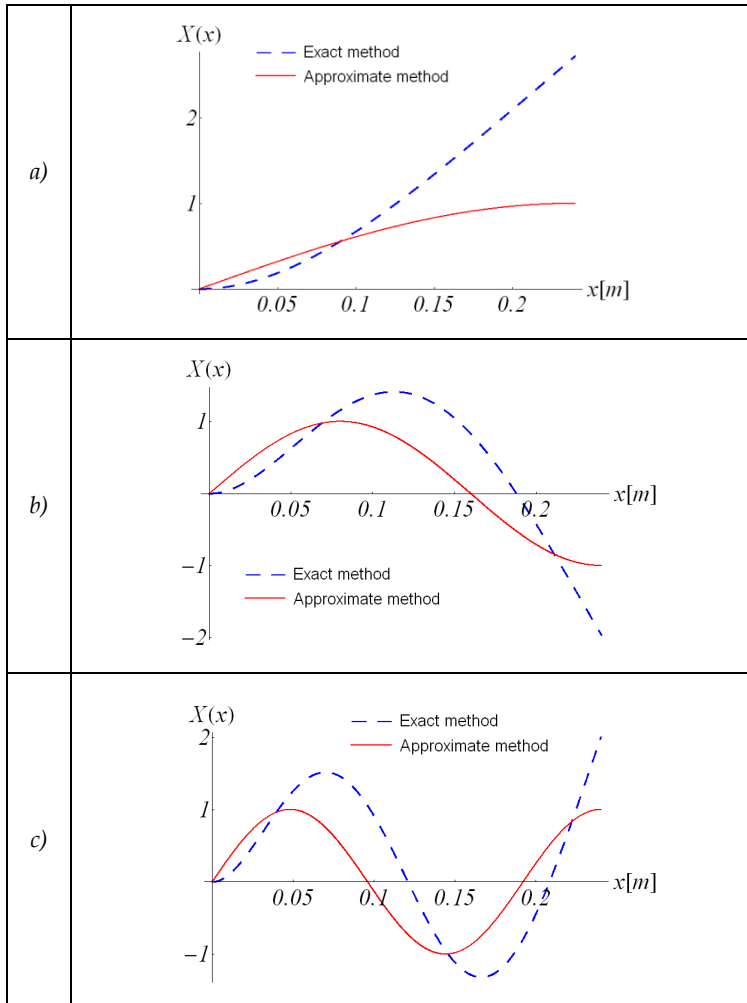 a)
X(x)
Exact method
Approximate method
2
1
0.05 0.1 0.15 0.2 x[m]
b)
X(x)
1
0.05 0.1 0.15 0.2 x[m]
−1
Exact method
Approximate method
−2
c)
X(x)
Exact method
Approximate method
2
1
0.05 0.1 0.15 0.2 x[m]
−1